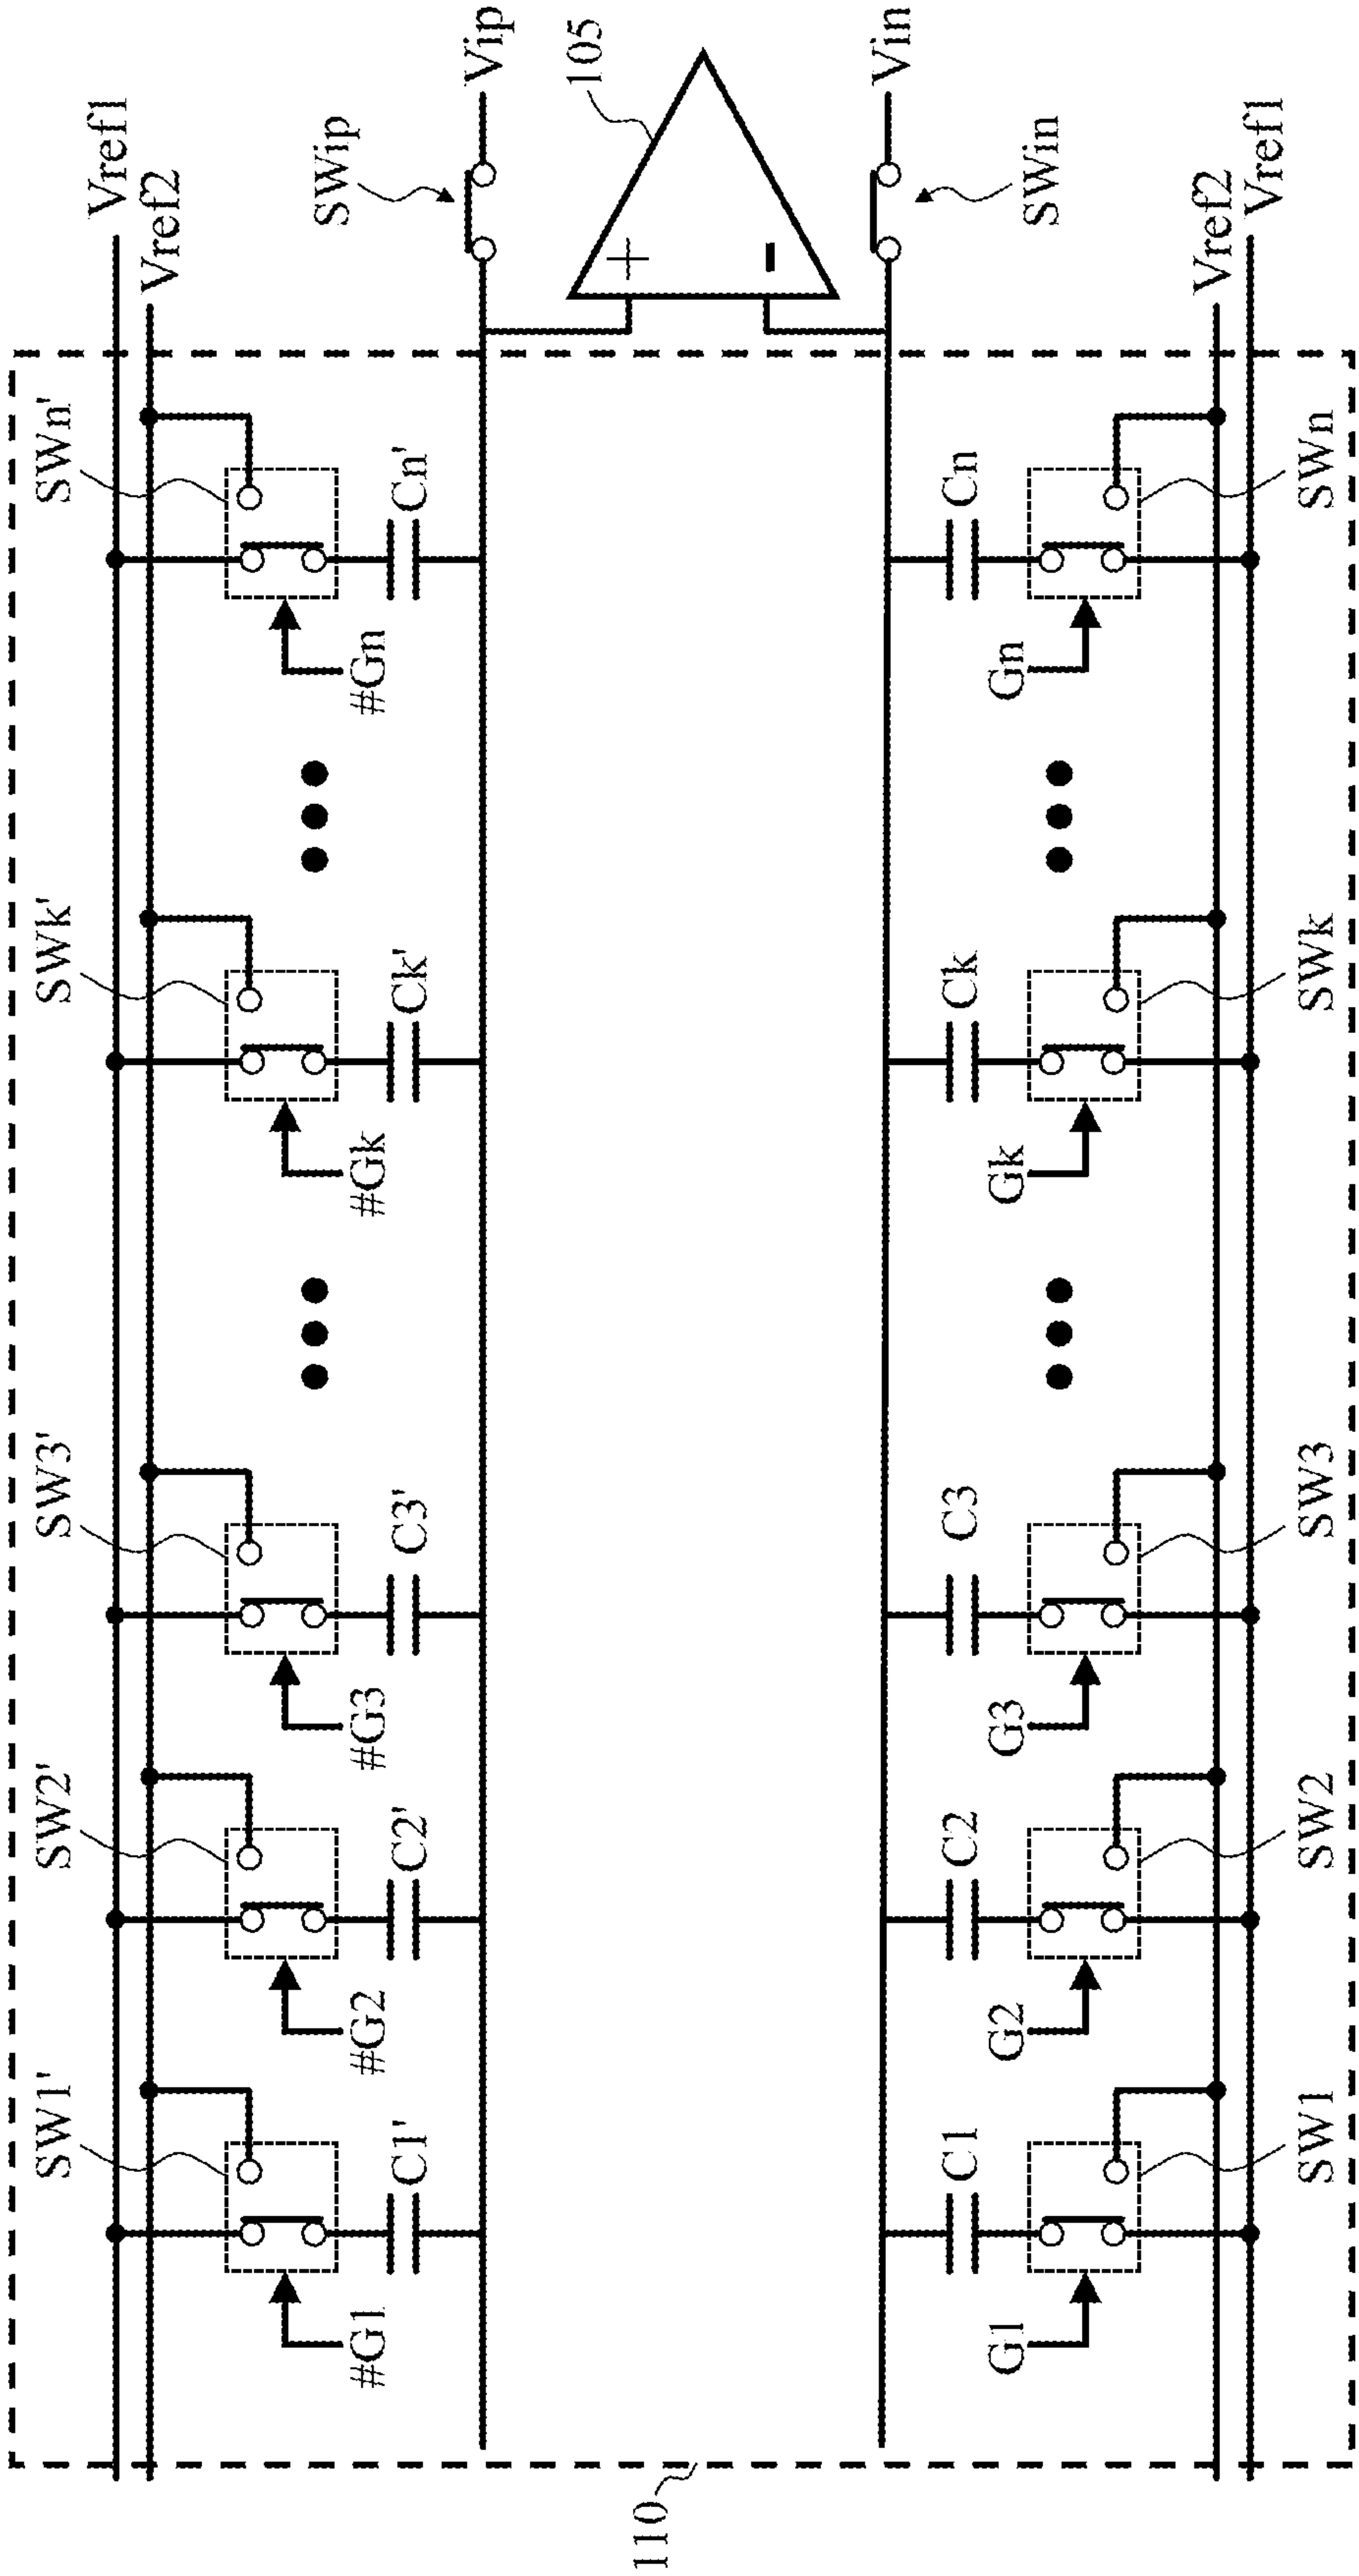 Vref1
Vref2
SWip
Vip
105
+
-
Vin
SWin
Vref2
Vref1
SW1'
SW2'
SW3'
SWk'
SWn'
#G1
C1'
#G2
C2'
#G3
C3'
#Gk
Ck'
#Gn
Cn'
G1
C1
G2
C2
G3
C3
Gk
Ck
Gn
Cn
SW1
SW2
SW3
SWk
SWn
110